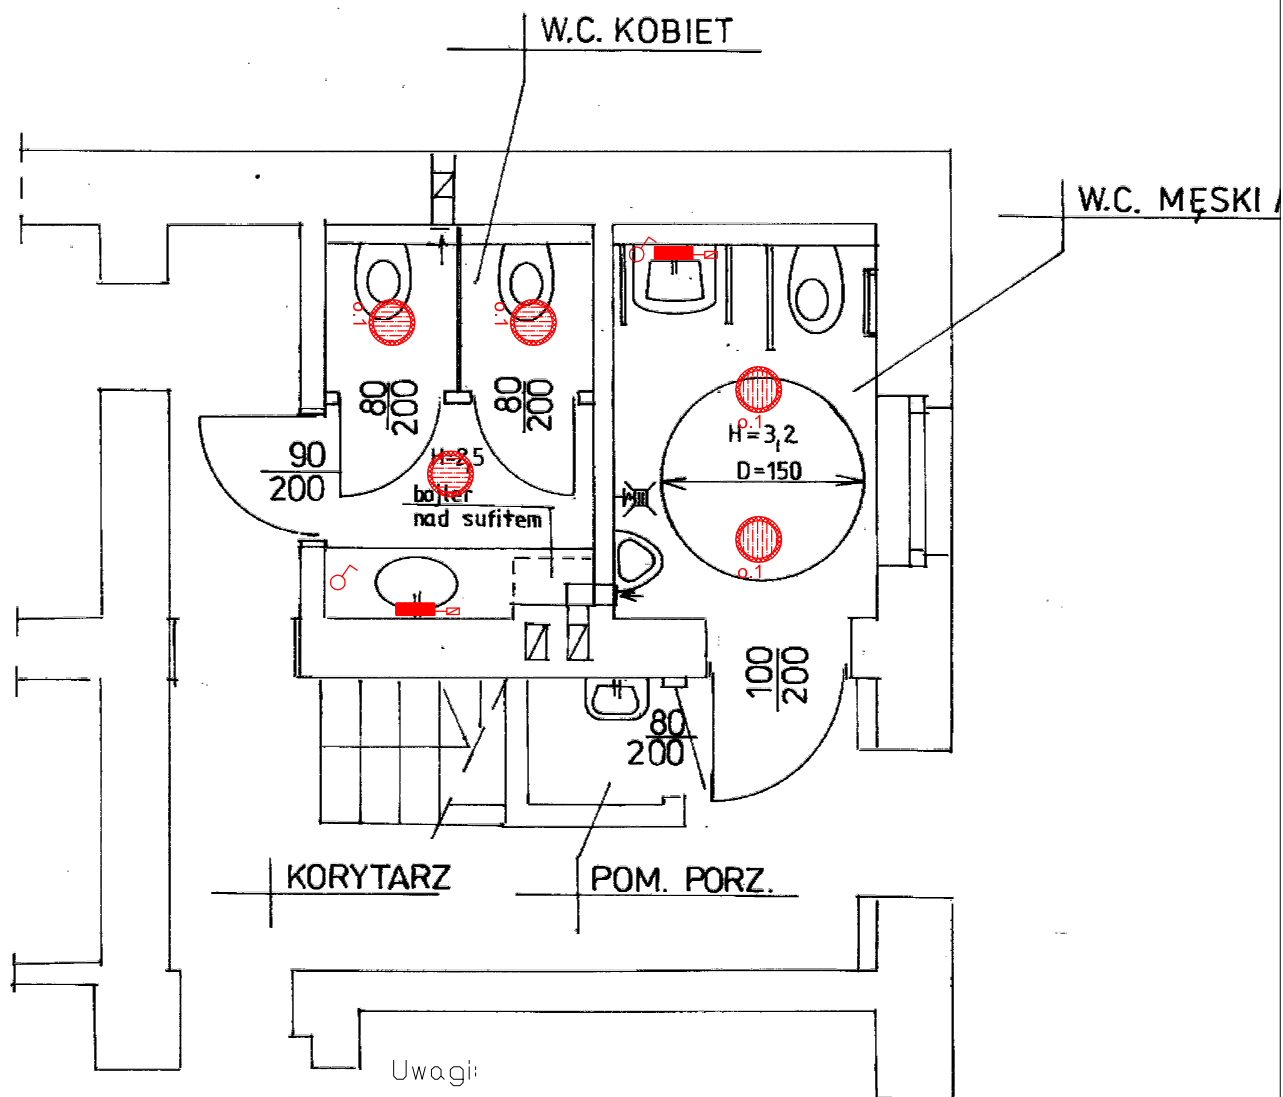 W.C. KOBIET
W.C. MĘSKI
o.1
o.1
80
200
80
200
o.1
H=3,2
D=150
90
200
H=2,5
bojler
nad sufitem
o.1
100
200
80
200
KORYTARZ
POM. PORZ.
Uwagi: